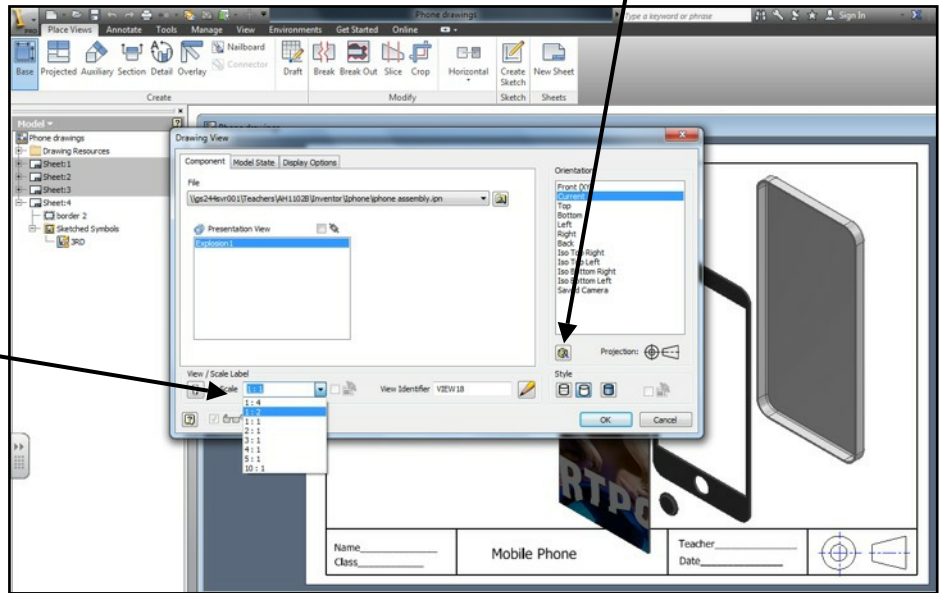 Phone drawings
Type a keyword or phrase
Sign In
PRO
Place Views Annotate Tools Manage View Environments Get Started Online
Base Projected Auxiliary Section Detail Overlay
Nailboard
Connector
Draft Break Break Out Slice Crop Horizontal Create Sketch New Sheet
Create Modify Sketch Sheets
Model
Phone drawings
Drawing Resources
Sheet:1
Sheet:2
Sheet:3
Sheet:4
border 2
Sketched Symbols
3RD
Drawing View
Component Model State Display Options
File
\\gs244svr001\Teachers\AH1102B\Inventor\Iphone\iphone assembly.ipn
Presentation View
Explosion1
Orientation
Front (XY)
Current
Top
Bottom
Left
Right
Back
Iso Top Right
Iso Top Left
Iso Bottom Right
Iso Bottom Left
Saved Camera
Projection:
View / Scale Label
Scale 1:1
View Identifier VIEW18
Style
1 : 4
1 : 2
1 : 1
2 : 1
3 : 1
4 : 1
5 : 1
10 : 1
OK Cancel
RTPO
Name
Class
Mobile Phone
Teacher
Date